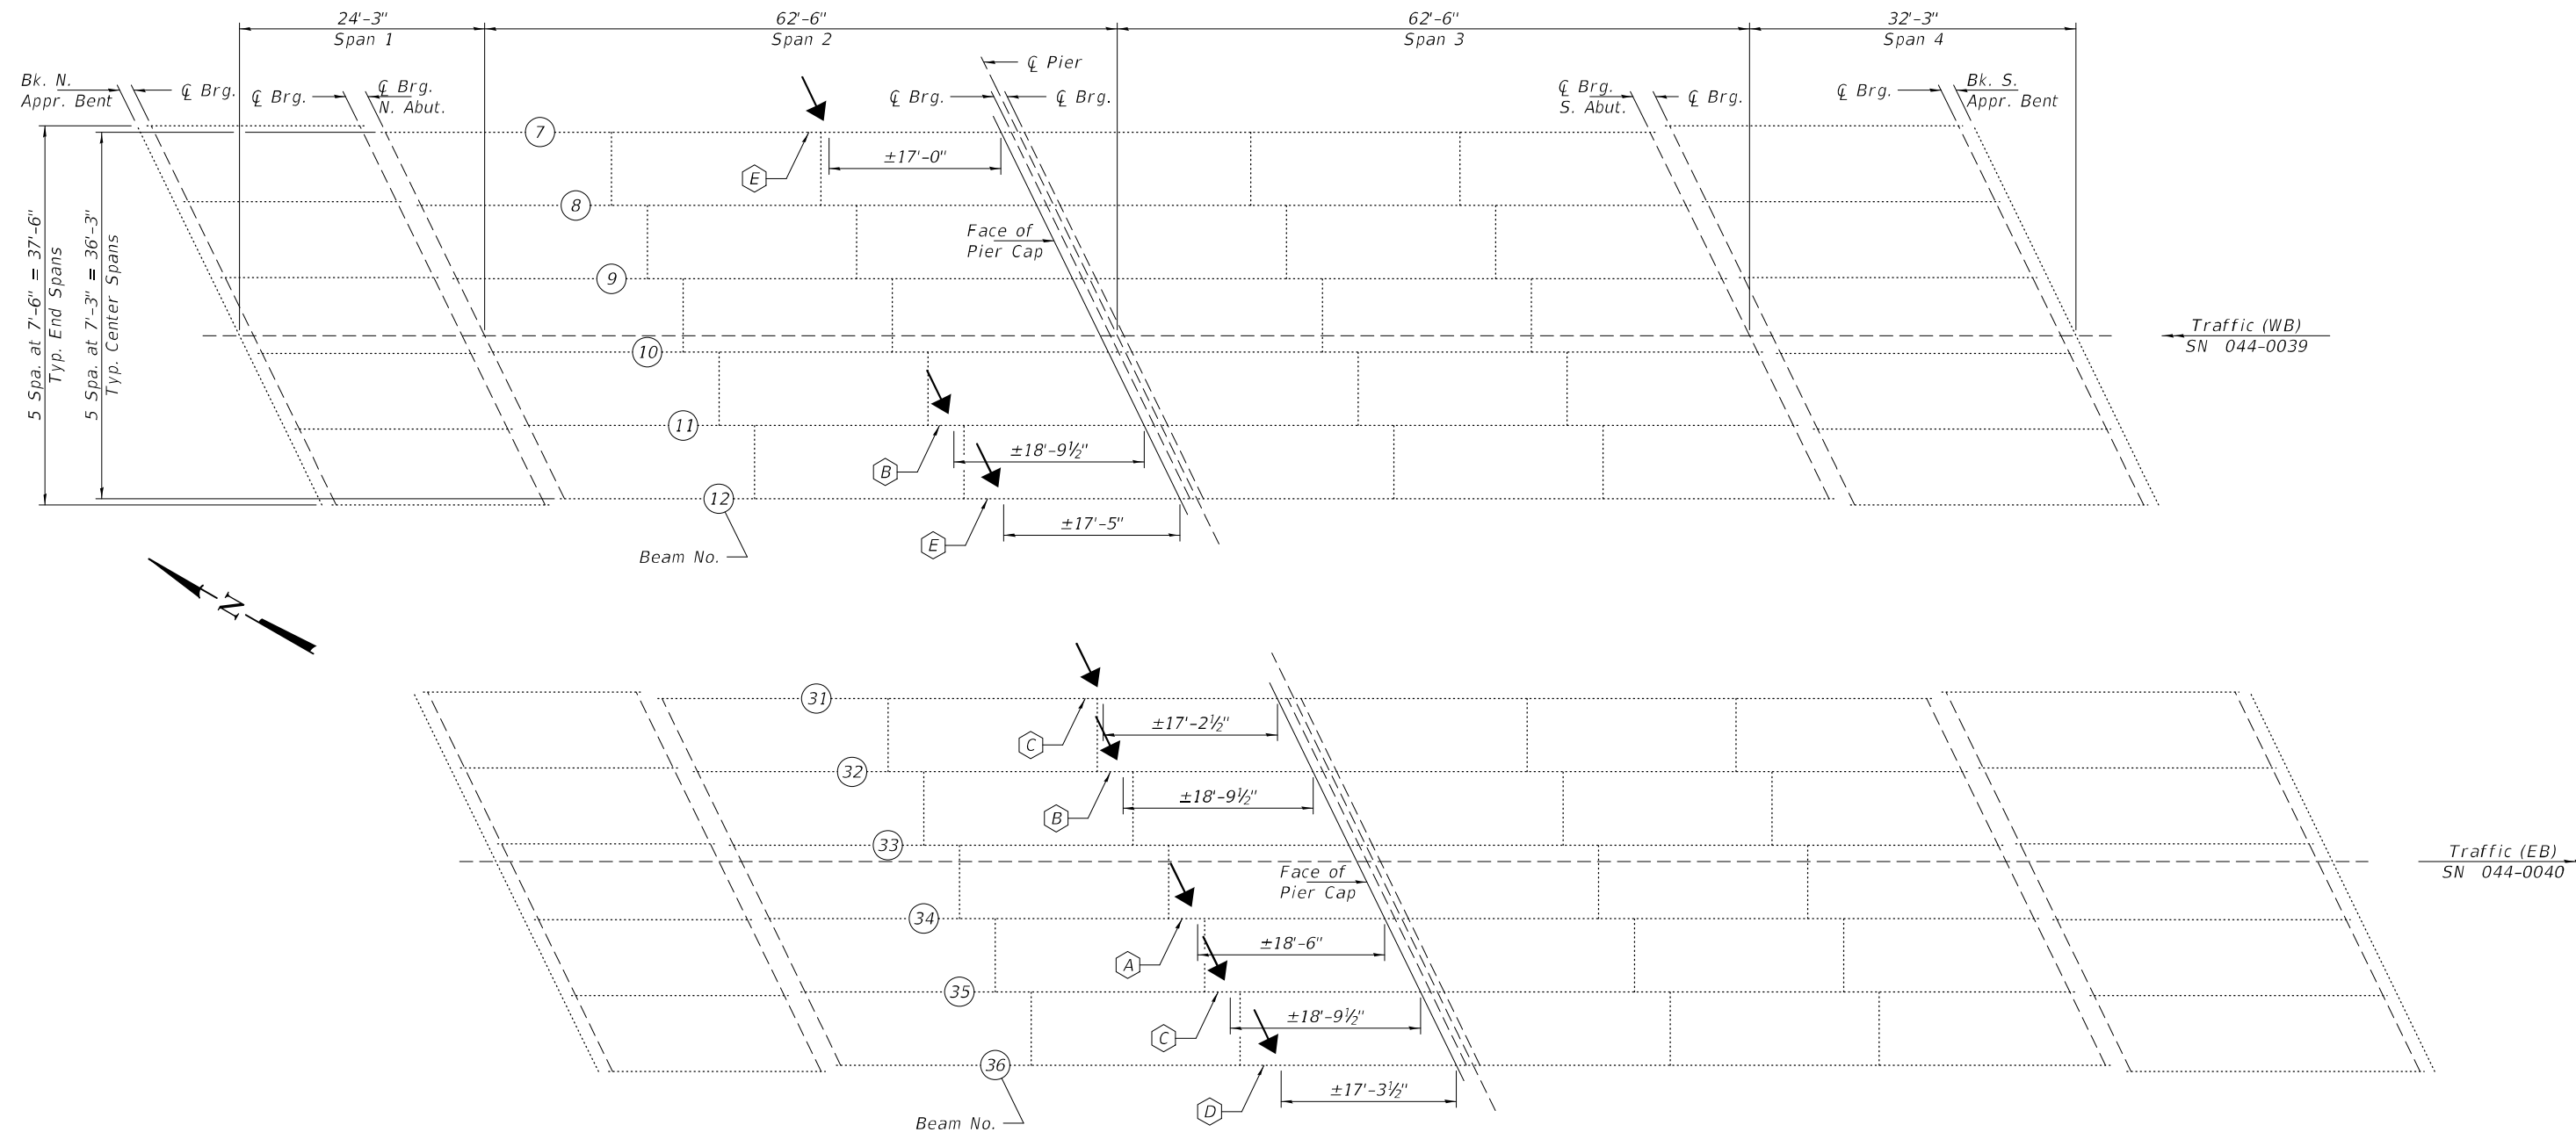 24'-3"
Span 1
62'-6"
Span 2
62'-6"
Span 3
32'-3"
Span 4
Bk. N.
Appr. Bent
℄ Brg.
℄ Brg.
℄ Brg.
N. Abut.
℄ Pier
℄ Brg.
℄ Brg.
℄ Brg.
S. Abut.
℄ Brg.
℄ Brg.
Bk. S.
Appr. Bent
5 Spa. at 7'-6" = 37'-6"
Typ. End Spans
5 Spa. at 7'-3" = 36'-3"
Typ. Center Spans
7
±17'-0"
E
8
Face of
Pier Cap
9
Traffic (WB)
SN 044-0039
10
11
±18'-9½"
B
12
±17'-5"
E
Beam No.
N
31
±17'-2½"
C
32
±18'-9½"
B
33
Traffic (EB)
SN 044-0040
Face of
Pier Cap
34
±18'-6"
A
35
±18'-9½"
C
36
±17'-3½"
D
Beam No.